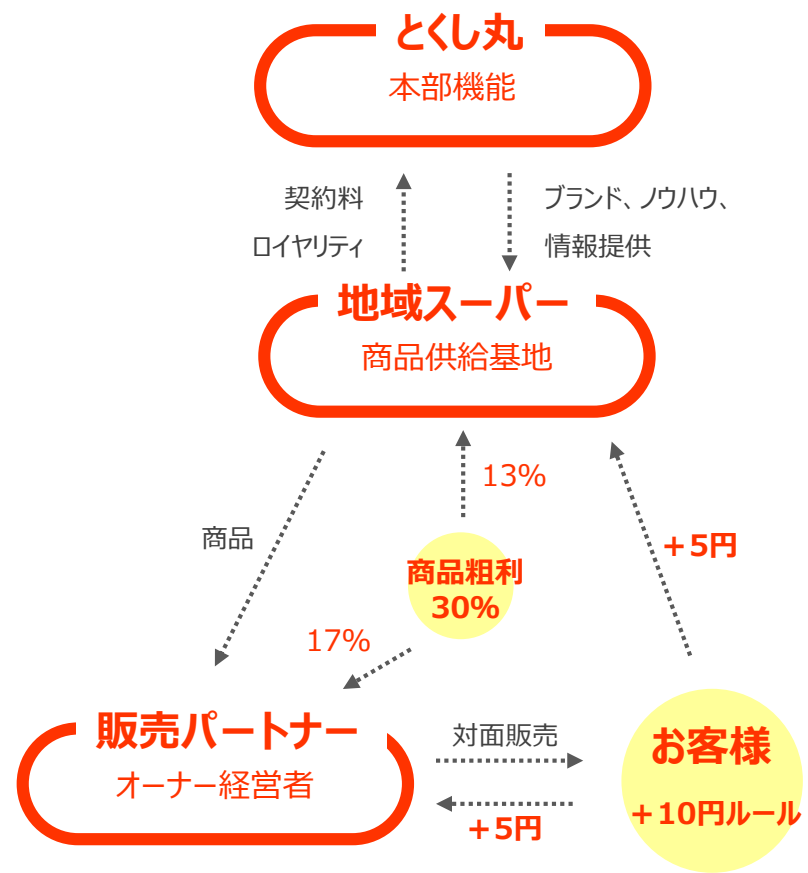 とくし丸
本部機能
契約料
ロイヤリティ
ブランド、ノウハウ、
情報提供
地域スーパー
商品供給基地
13%
商品
+5円
商品粗利
30%
17%
販売パートナー
オーナー経営者
対面販売
+5円
お客様
+10円ルール